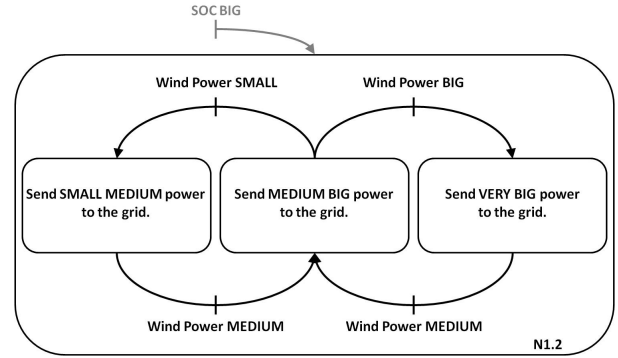 SOC BIG
Wind Power SMALL
Wind Power BIG
Send SMALL MEDIUM power
to the grid.
Send MEDIUM BIG power
to the grid.
Send VERY BIG power
to the grid.
Wind Power MEDIUM
Wind Power MEDIUM
N1.2